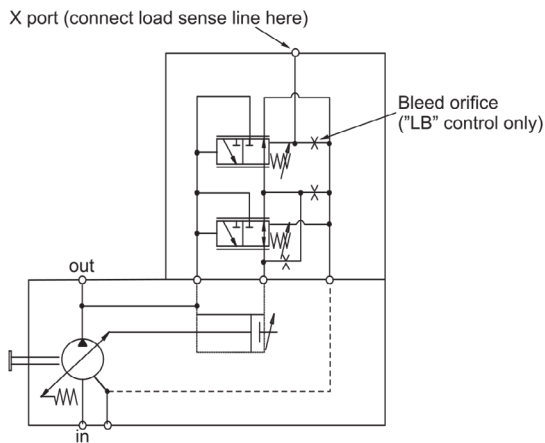 X port (connect load sense line here)
Bleed orifice
("LB" control only)
out
in